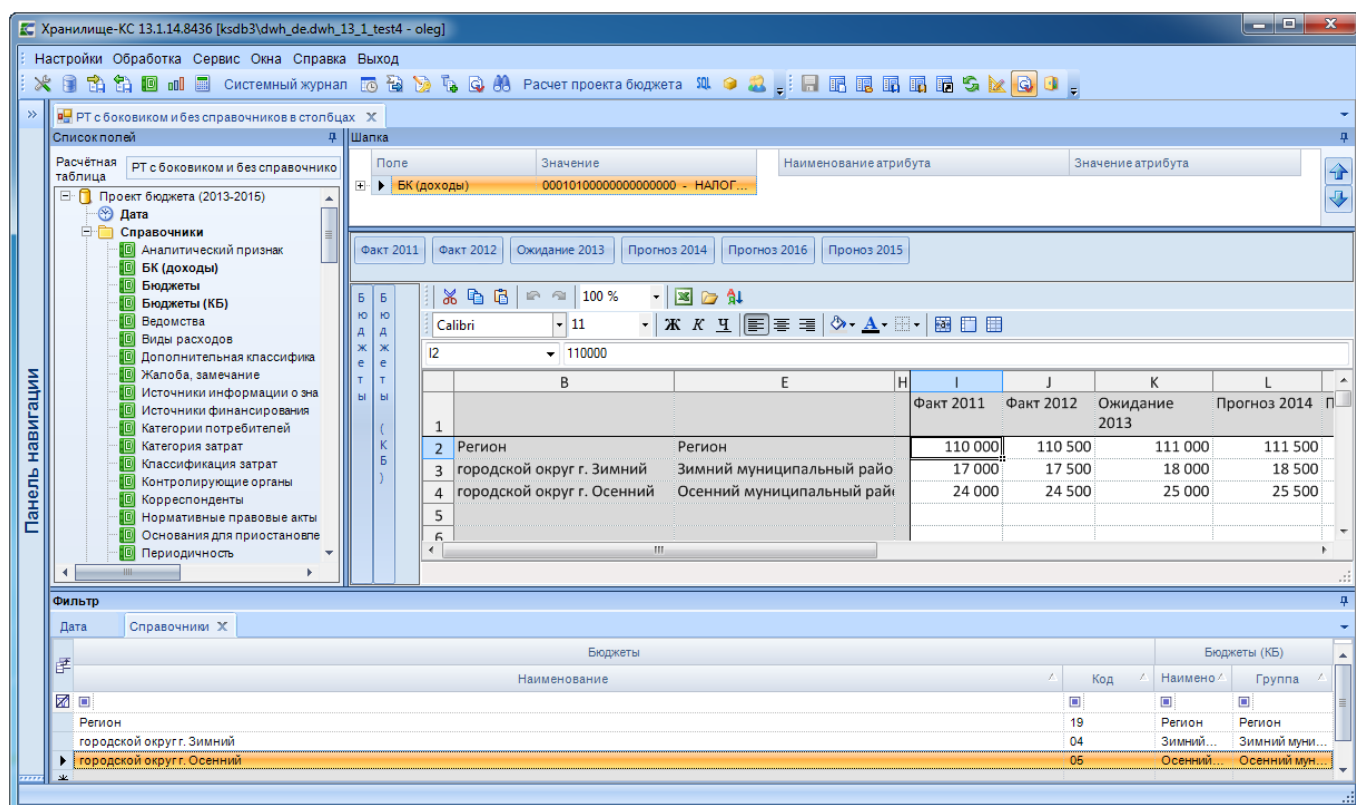 Хранилище-КС 13.1.14.8436 [ksdb3\dwh_de.dwh_13_1_test4 - oleg]
Настройки Обработка Сервис Окна Справка Выход
Системный журнал Расчет проекта бюджета SQL
РТ с боковиком и без справочников в столбцах X
Панель навигации
Список полей
Расчётная таблица РТ с боковиком и без справочнико
Проект бюджета (2013-2015)
Дата
Справочники
Аналитический признак
БК (доходы)
Бюджеты
Бюджеты (КБ)
Ведомства
Виды расходов
Дополнительная классифика
Жалоба, замечание
Источники информации о зна
Источники финансирования
Категории потребителей
Категория затрат
Классификация затрат
Контролирующие органы
Корреспонденты
Нормативные правовые акты
Основания для приостановле
Периодичность
Шапка
Поле Значение Наименование атрибута Значение атрибута
БК (доходы) 00010100000000000000 - НАЛОГ...
Факт 2011 Факт 2012 Ожидание 2013 Прогноз 2014 Прогноз 2016 Проноз 2015
Бюджеты
Бюджеты (КБ)
100 %
Calibri 11 Ж К Ч А
I2 110000
B E H I J K L
1 Факт 2011 Факт 2012 Ожидание 2013 Прогноз 2014 П
2 Регион Регион 110 000 110 500 111 000 111 500
3 городской округ г. Зимний Зимний муниципальный райо 17 000 17 500 18 000 18 500
4 городской округ г. Осенний Осенний муниципальный рай 24 000 24 500 25 000 25 500
5
6
Фильтр
Дата Справочники X
Бюджеты Бюджеты (КБ)
Наименование Код Наимено Группа
Регион 19 Регион Регион
городской округ г. Зимний 04 Зимний... Зимний муни...
городской округ г. Осенний 05 Осенний... Осенний мун...